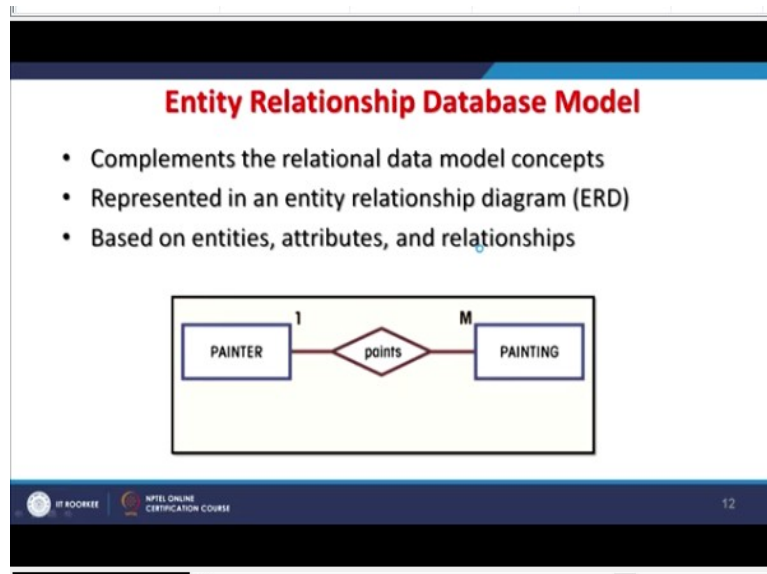 Entity Relationship Database Model
• Complements the relational data model concepts
• Represented in an entity relationship diagram (ERD)
• Based on entities, attributes, and relationships
1 M
PAINTER paints PAINTING
IIT ROORKEE NPTEL ONLINE
CERTIFICATION COURSE
12